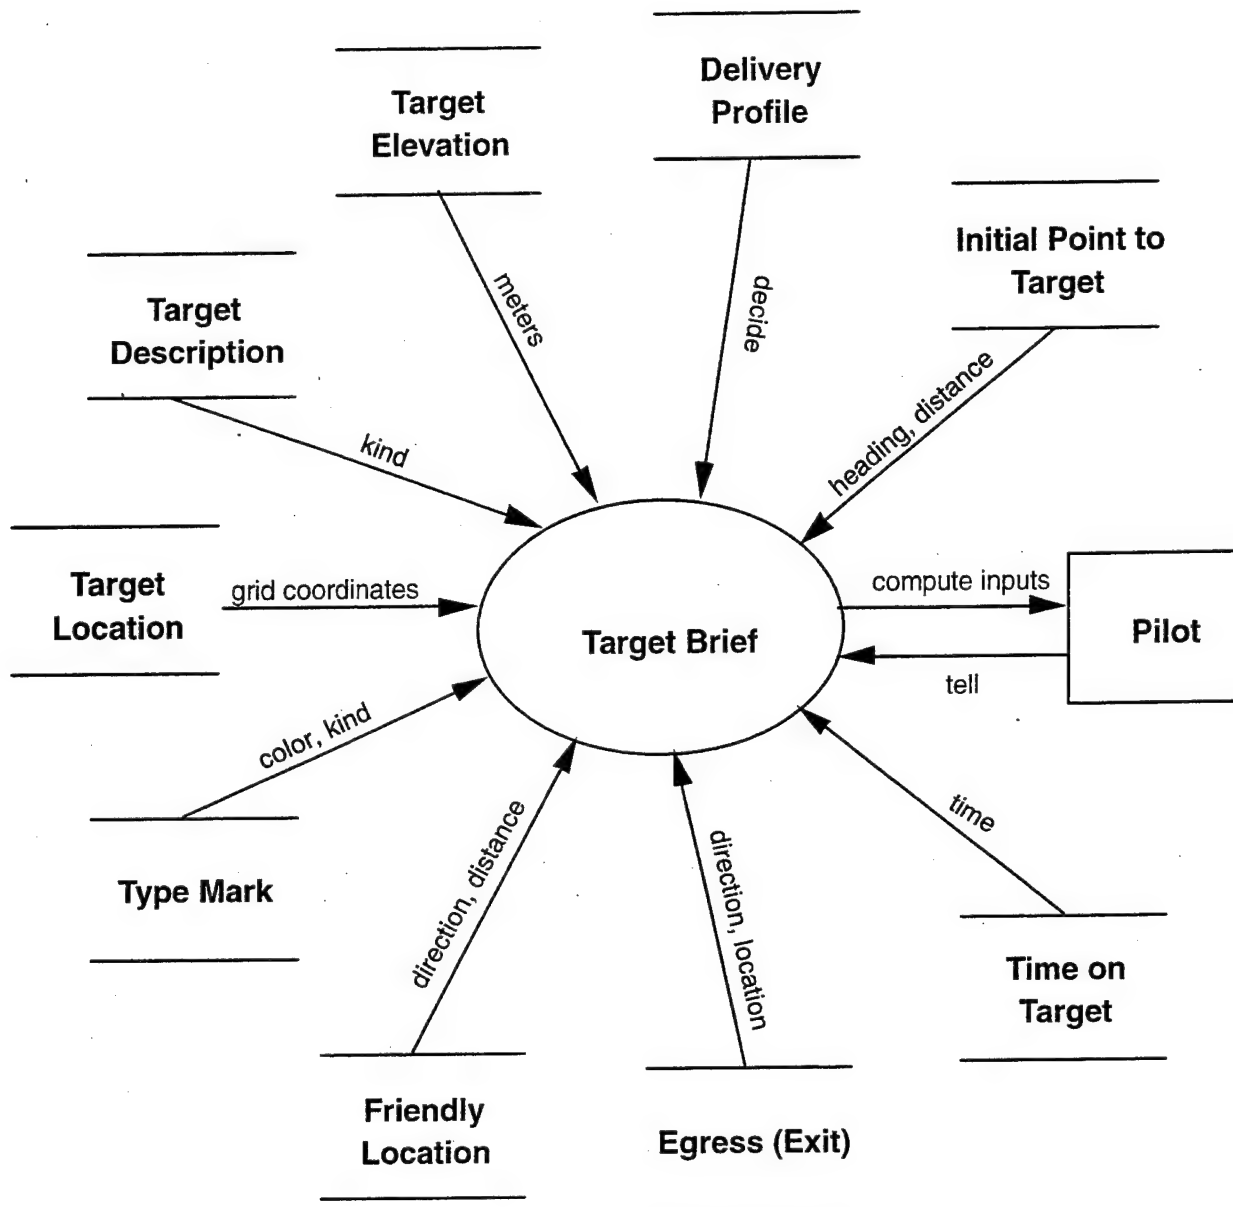 Delivery
Profile
Target
Elevation
Initial Point to
Target
Target
Description
meters
decide
heading, distance
kind
Target
Location
grid coordinates
compute inputs
Target Brief
Pilot
tell
color, kind
Type Mark
direction, distance
direction, location
time
Time on
Target
Friendly
Location
Egress (Exit)